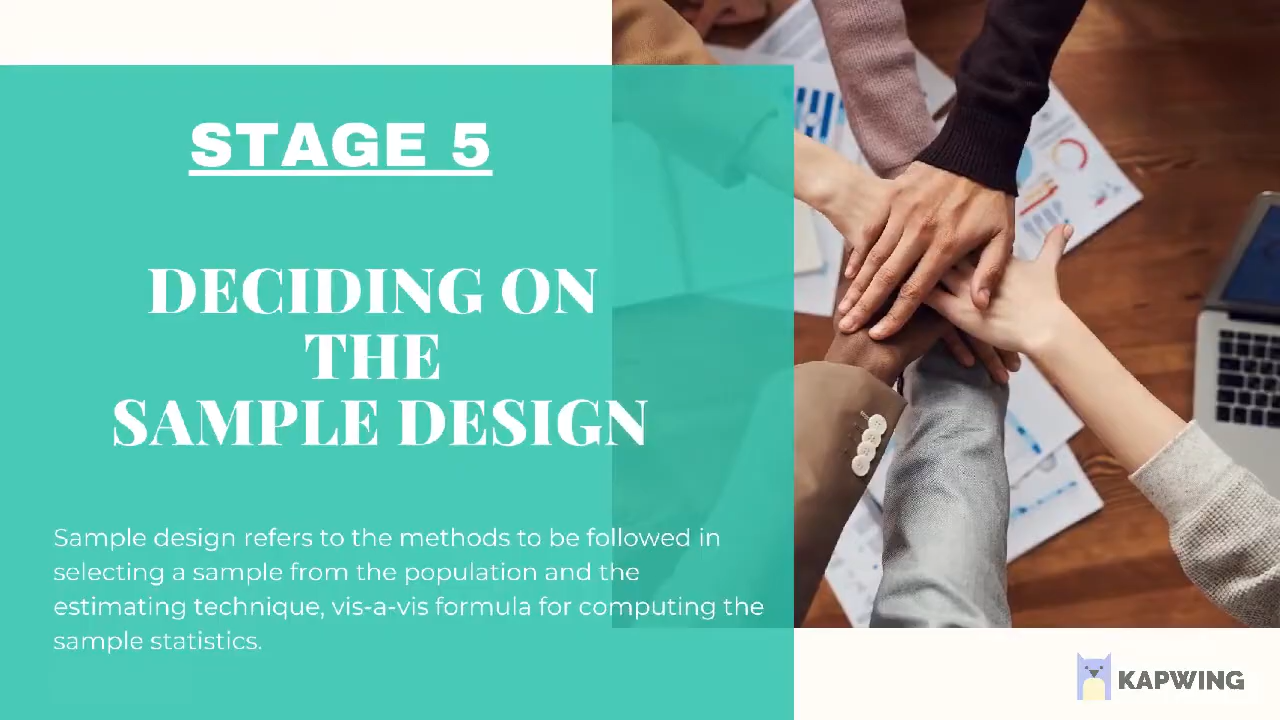 STAGE 5
DECIDING ON
THE
SAMPLE DESIGN
Sample design refers to the methods to be followed in
selecting a sample from the population and the
estimating technique, vis-a-vis formula for computing the
sample statistics.
KAPWING